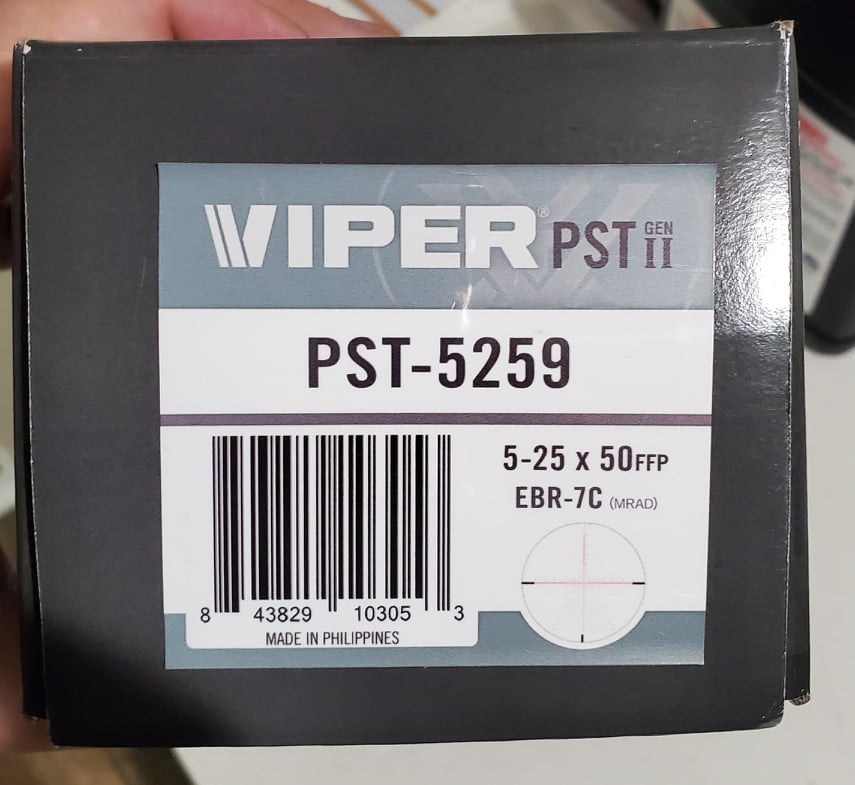 VIPER® PST GEN II
PST-5259
5-25 x 50FFP
EBR-7C (MRAD)
8 43829 10305 3
MADE IN PHILIPPINES